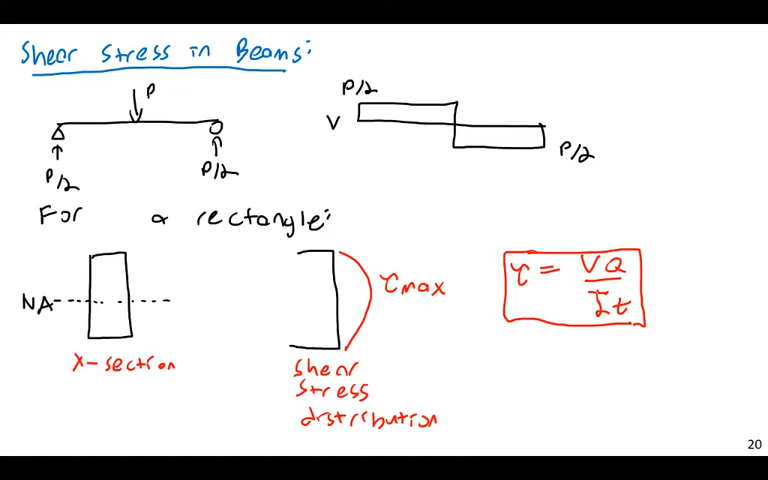 Shear Stress in Beams:
P
P/2
P/2
V
P/2
P/2
For a rectangle:
NA
x-section
τmax
shear
stress
distribution
τ = VQ
It
20